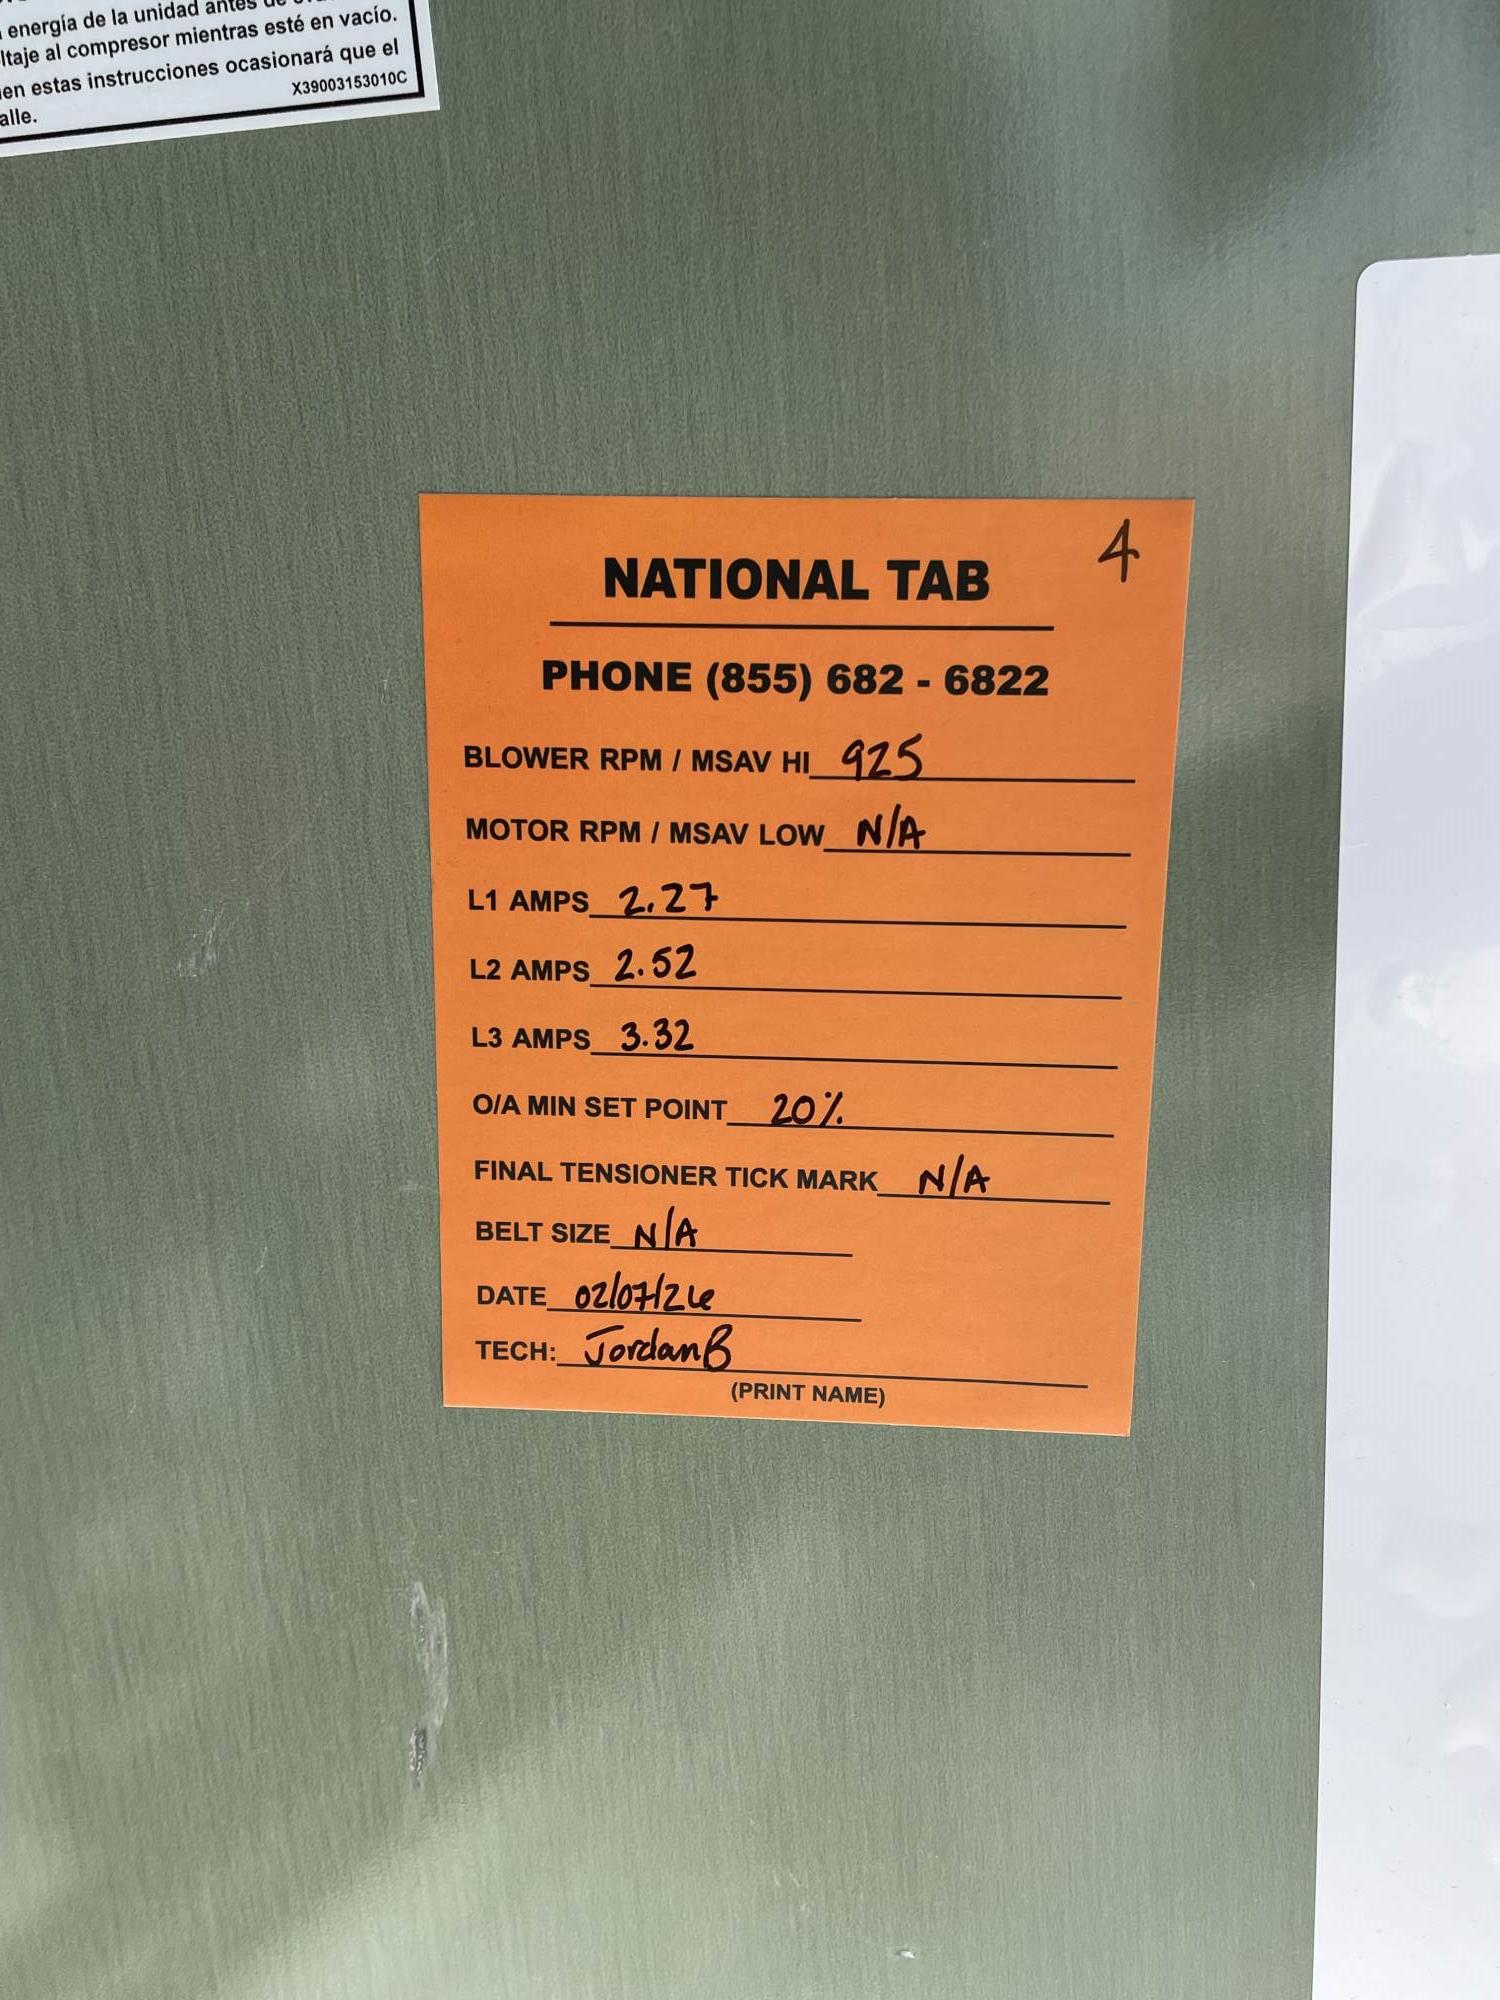 energía de la unidad antes de
ltaje al compresor mientras esté en vacío.
en estas instrucciones ocasionará que el
alle.
X39003153010C
4
NATIONAL TAB
PHONE (855) 682 - 6822
BLOWER RPM / MSAV HI 925
MOTOR RPM / MSAV LOW N/A
L1 AMPS 2.27
L2 AMPS 2.52
L3 AMPS 3.32
O/A MIN SET POINT 20%
FINAL TENSIONER TICK MARK N/A
BELT SIZE N/A
DATE 02/07/26
TECH: Jordan B
(PRINT NAME)